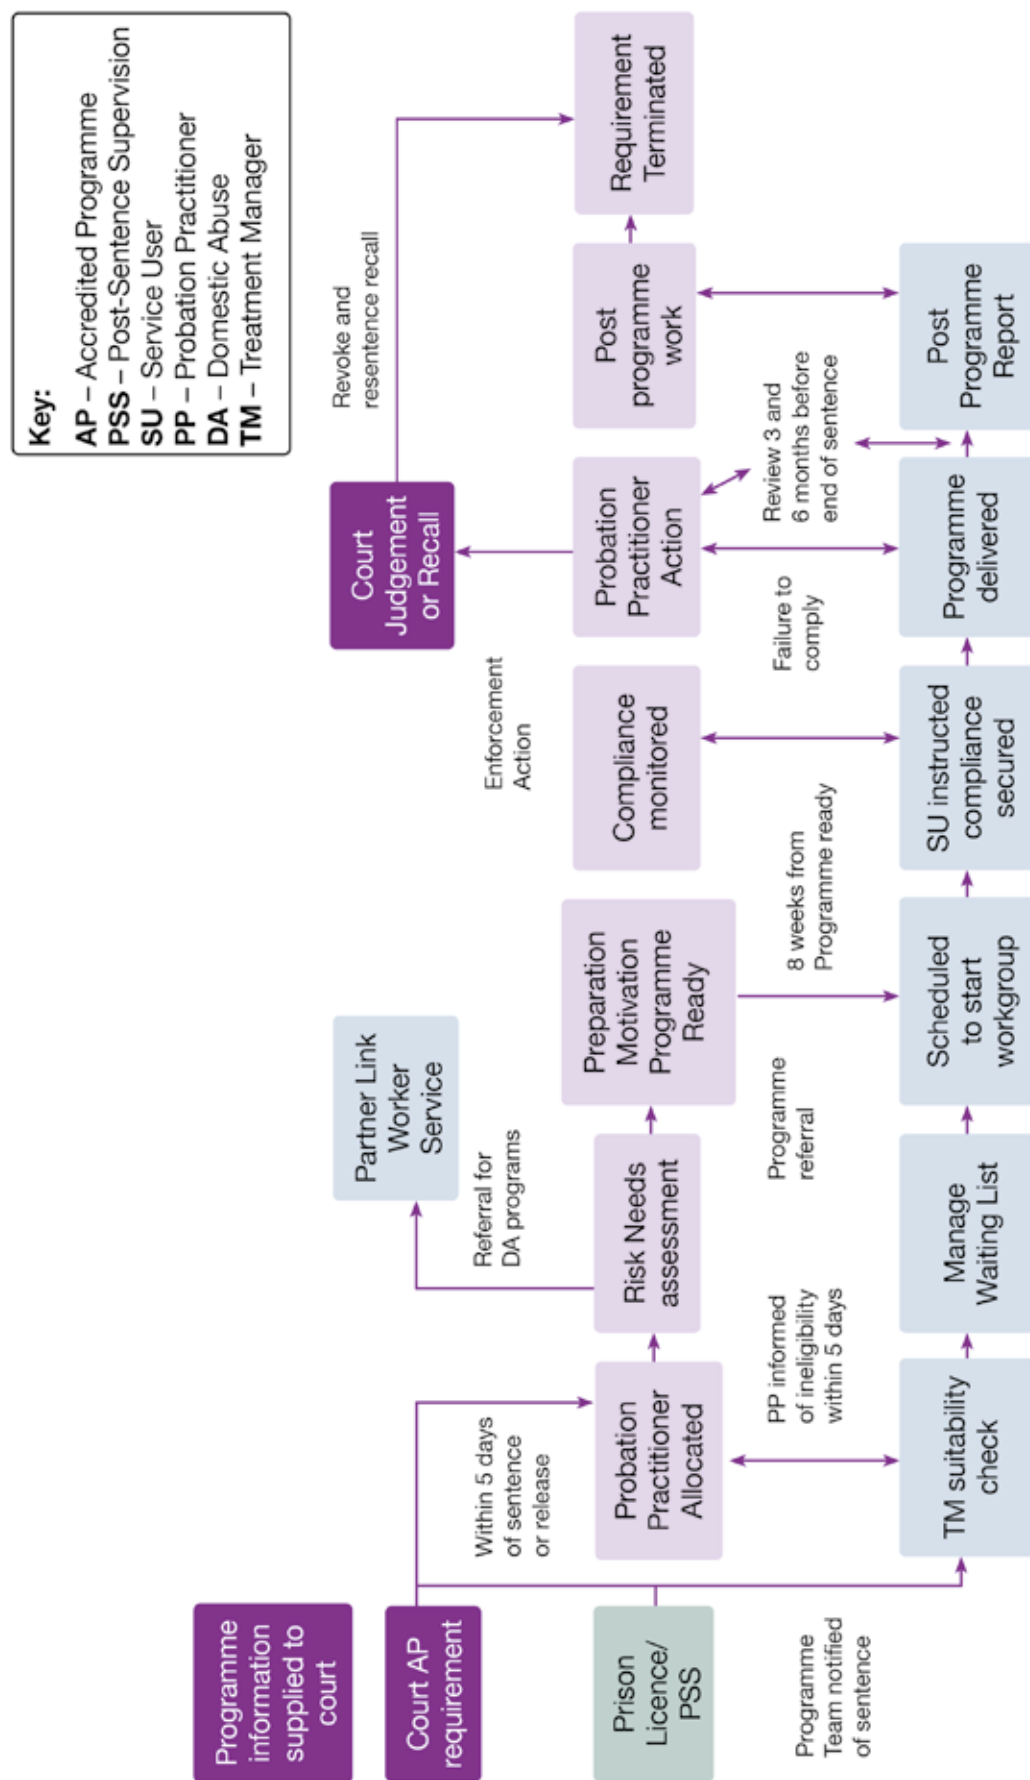 Key:
AP – Accredited Programme
PSS – Post-Sentence Supervision
SU – Service User
PP – Probation Practitioner
DA – Domestic Abuse
TM – Treatment Manager
Programme
information
supplied to
court
Court AP
requirement
Prison
Licence/
PSS
Programme
Team notified
of sentence
Within 5 days
of sentence
or release
Probation
Practitioner
Allocated
PP informed
of ineligibility
within 5 days
TM suitability
check
Partner Link
Worker
Service
Referral for
DA programs
Risk Needs
assessment
Manage
Waiting List
Preparation
Motivation
Programme
Ready
Programme
referral
Scheduled
to start
workgroup
8 weeks from
Programme ready
Compliance
monitored
SU instructed
compliance
secured
Enforcement
Action
Court
Judgement
or Recall
Probation
Practitioner
Action
Failure to
comply
Programme
delivered
Revoke and
resentence recall
Review 3 and
6 months before
end of sentence
Post
programme
work
Post
Programme
Report
Requirement
Terminated